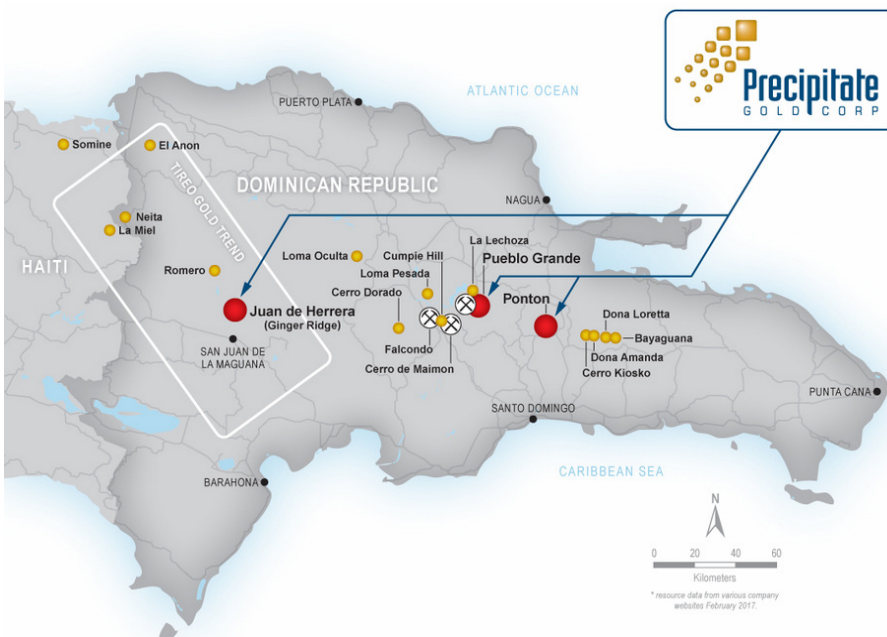 Precipitate
GOLD CORP
ATLANTIC OCEAN
PUERTO PLATA
Somine
El Anon
TIREO GOLD TREND
DOMINICAN REPUBLIC
NAGUA
Neita
La Miel
HAITI
Romero
Loma Oculta
Cumpie Hill
La Lechoza
Loma Pesada
Pueblo Grande
Cerro Dorado
Ponton
Juan de Herrera
(Ginger Ridge)
Dona Loretta
Bayaguana
SAN JUAN DE
LA MAGUANA
Falcondo
Dona Amanda
Cerro de Maimon
Cerro Kiosko
PUNTA CANA
SANTO DOMINGO
BARAHONA
CARIBBEAN SEA
N
0 20 40 60
Kilometers
* resource data from various company
websites February 2017.